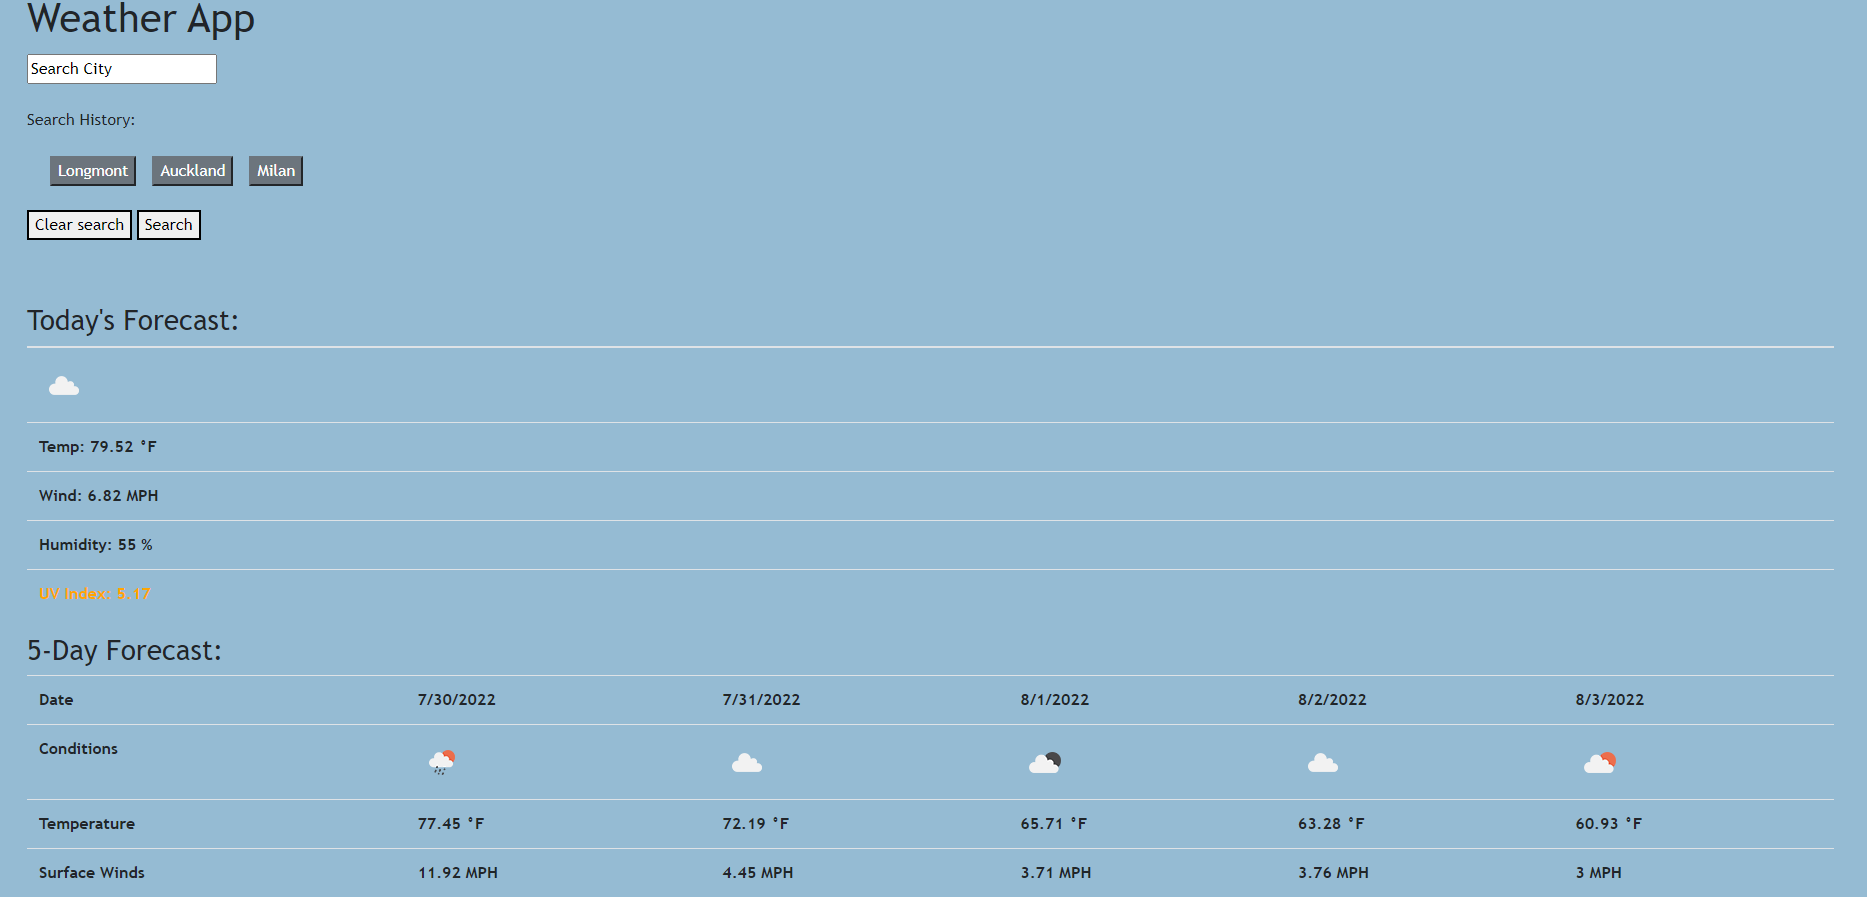 Weather App
Search City
Search History:
Longmont Auckland Milan
Clear search Search
Today's Forecast:
Temp: 79.52 °F
Wind: 6.82 MPH
Humidity: 55 %
UV Index: 5.17
5-Day Forecast:
Date 7/30/2022 7/31/2022 8/1/2022 8/2/2022 8/3/2022
Conditions
Temperature 77.45 °F 72.19 °F 65.71 °F 63.28 °F 60.93 °F
Surface Winds 11.92 MPH 4.45 MPH 3.71 MPH 3.76 MPH 3 MPH